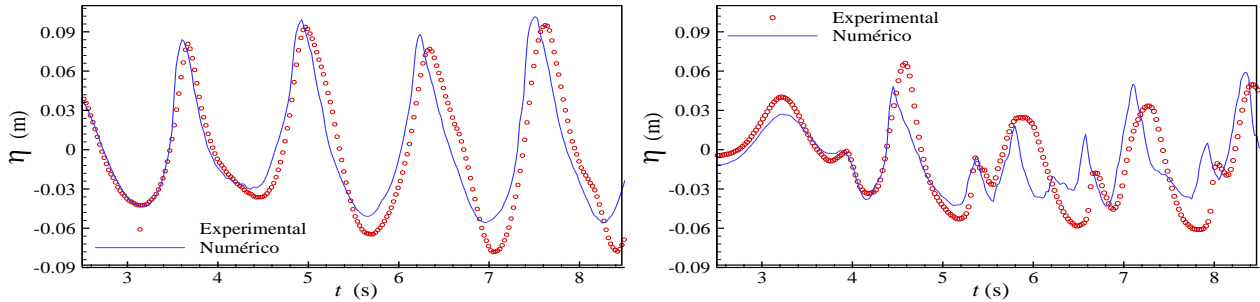 0.09
0.06
0.03
0
-0.03
-0.06
-0.09
η (m)
Experimental
Numérico
3 4 5 6 7 8
t (s)
0.09
0.06
0.03
0
-0.03
-0.06
-0.09
η (m)
Experimental
Numérico
3 4 5 6 7 8
t (s)